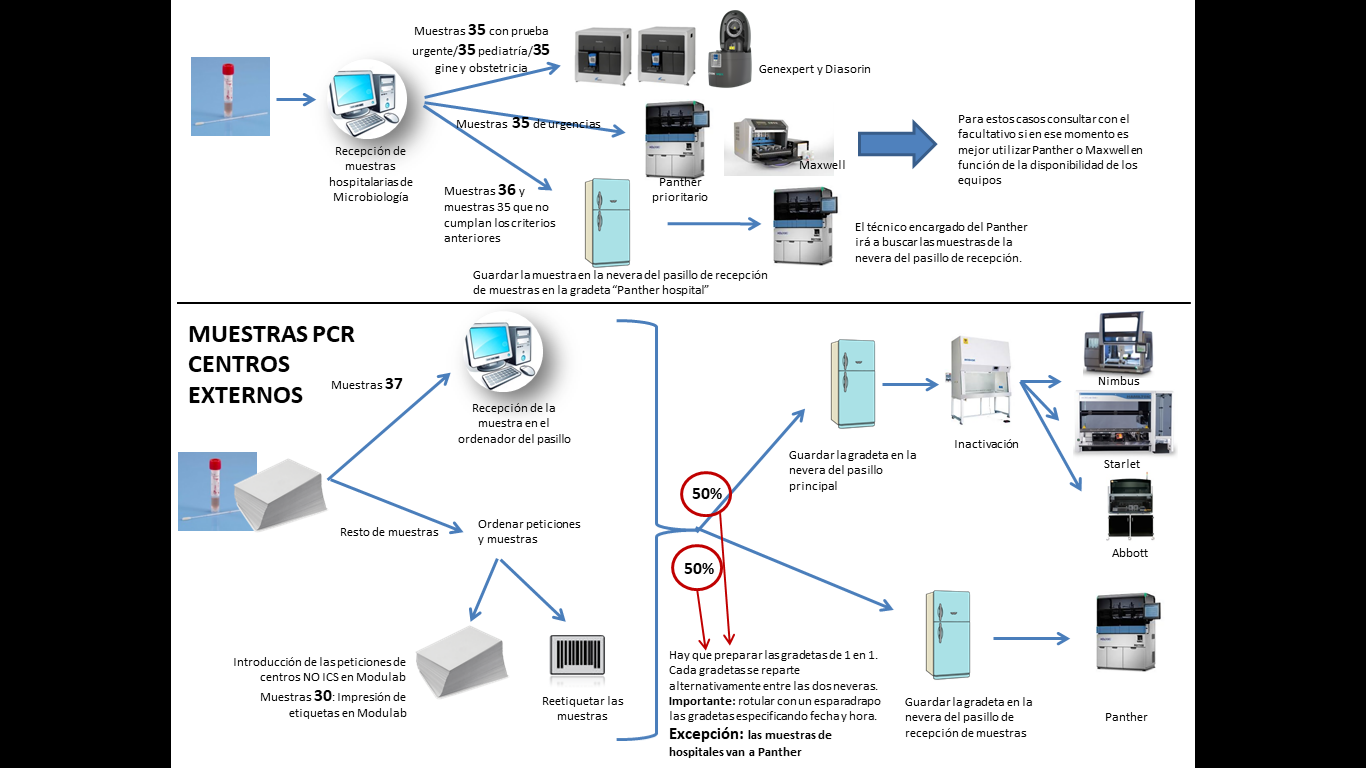 Muestras 35 con prueba
urgente/35 pediatría/35
gine y obstetricia
Genexpert y Diasorin
Recepción de
muestras
hospitalarias de
Microbiología
Muestras 35 de urgencias
Panther
prioritario
Maxwell
Para estos casos consultar con el
facultativo si en ese momento es
mejor utilizar Panther o Maxwell en
función de la disponibilidad de los
equipos
Muestras 36 y
muestras 35 que no
cumplan los criterios
anteriores
Guardar la muestra en la nevera del pasillo de recepción
de muestras en la gradeta “Panther hospital”
El técnico encargado del Panther
irá a buscar las muestras de la
nevera del pasillo de recepción.
MUESTRAS PCR
CENTROS
EXTERNOS
Muestras 37
Recepción de la
muestra en el
ordenador del pasillo
Resto de muestras
Ordenar peticiones
y muestras
Introducción de las peticiones de
centros NO ICS en Modulab
Muestras 30: Impresión de
etiquetas en Modulab
Reetiquetar las
muestras
50%
50%
Hay que preparar las gradetas de 1 en 1.
Cada gradetas se reparte
alternativamente entre las dos neveras.
Importante: rotular con un esparadrapo
las gradetas especificando fecha y hora.
Excepción: las muestras de
hospitales van a Panther
Guardar la gradeta en la
nevera del pasillo
principal
Inactivación
Nimbus
Starlet
Abbott
Guardar la gradeta en la
nevera del pasillo de
recepción de muestras
Panther